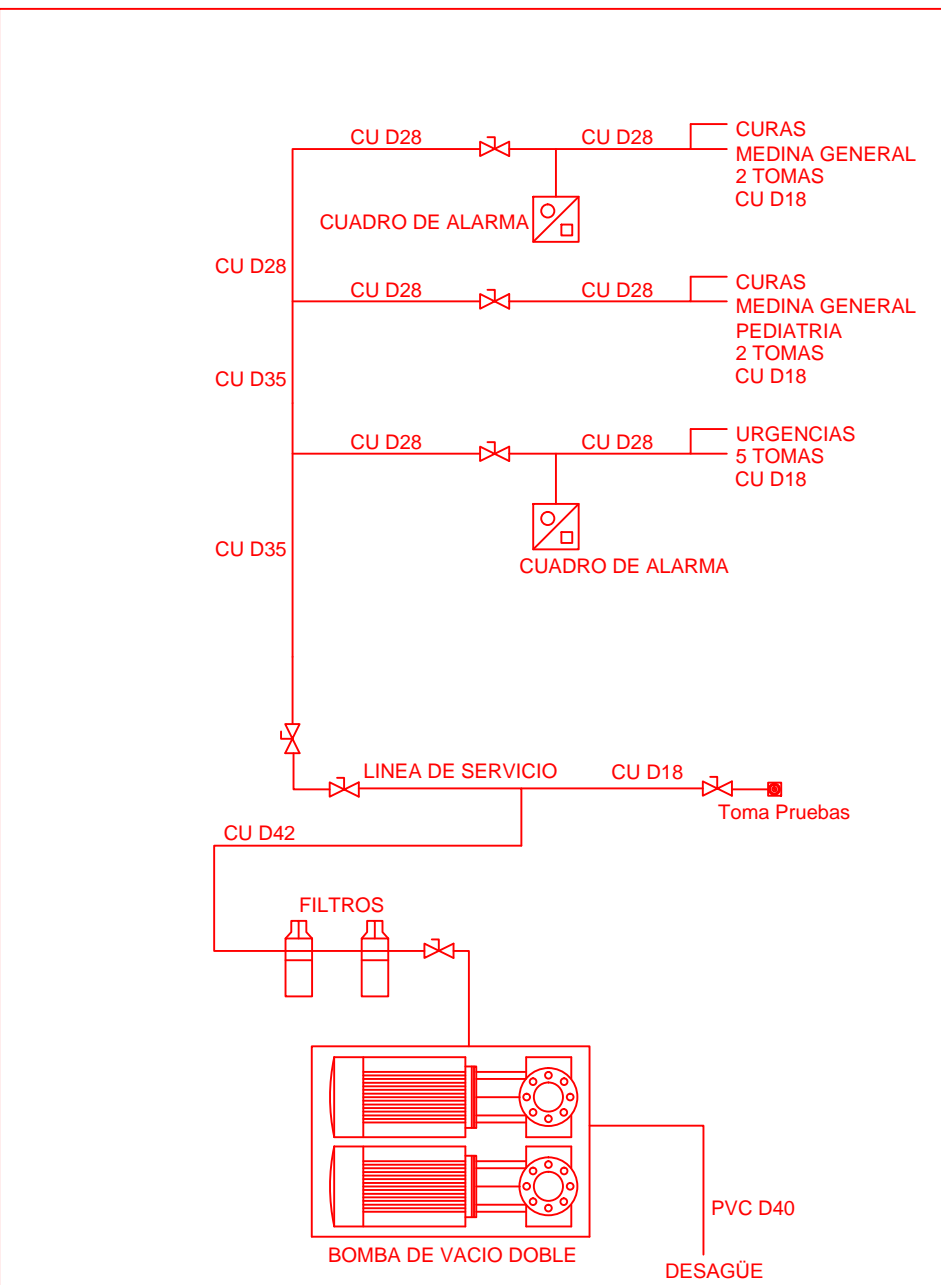 CU D28
CU D28
CURAS
MEDINA GENERAL
2 TOMAS
CU D18
CUADRO DE ALARMA
CU D28
CU D28
CU D28
CURAS
MEDINA GENERAL
PEDIATRIA
2 TOMAS
CU D18
CU D35
CU D28
CU D28
URGENCIAS
5 TOMAS
CU D18
CU D35
CUADRO DE ALARMA
LINEA DE SERVICIO
CU D18
Toma Pruebas
CU D42
FILTROS
PVC D40
BOMBA DE VACIO DOBLE
DESAGÜE